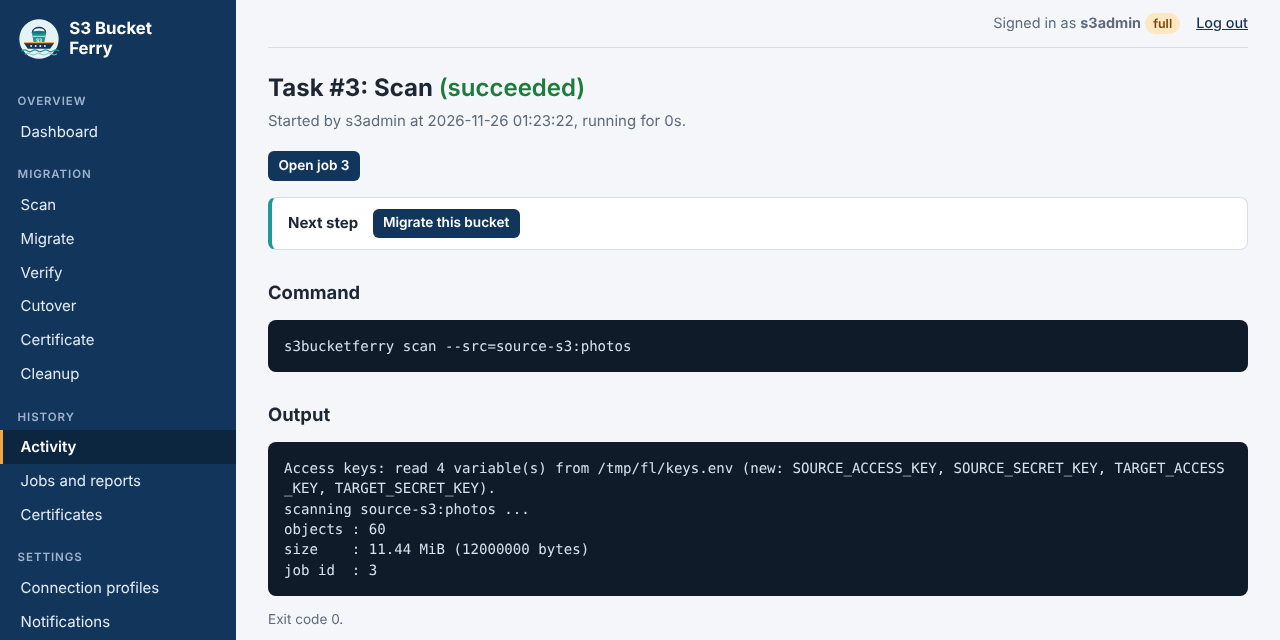 S3 Bucket
Ferry
OVERVIEW
Dashboard
MIGRATION
Scan
Migrate
Verify
Cutover
Certificate
Cleanup
HISTORY
Activity
Jobs and reports
Certificates
SETTINGS
Connection profiles
Notifications
Signed in as s3admin full Log out
Task #3: Scan (succeeded)
Started by s3admin at 2026-11-26 01:23:22, running for 0s.
Open job 3
Next step Migrate this bucket
Command
s3bucketferry scan --src=source-s3:photos
Output
Access keys: read 4 variable(s) from /tmp/fl/keys.env (new: SOURCE_ACCESS_KEY, SOURCE_SECRET_KEY, TARGET_ACCESS
_KEY, TARGET_SECRET_KEY).
scanning source-s3:photos ...
objects : 60
size    : 11.44 MiB (12000000 bytes)
job id  : 3
Exit code 0.